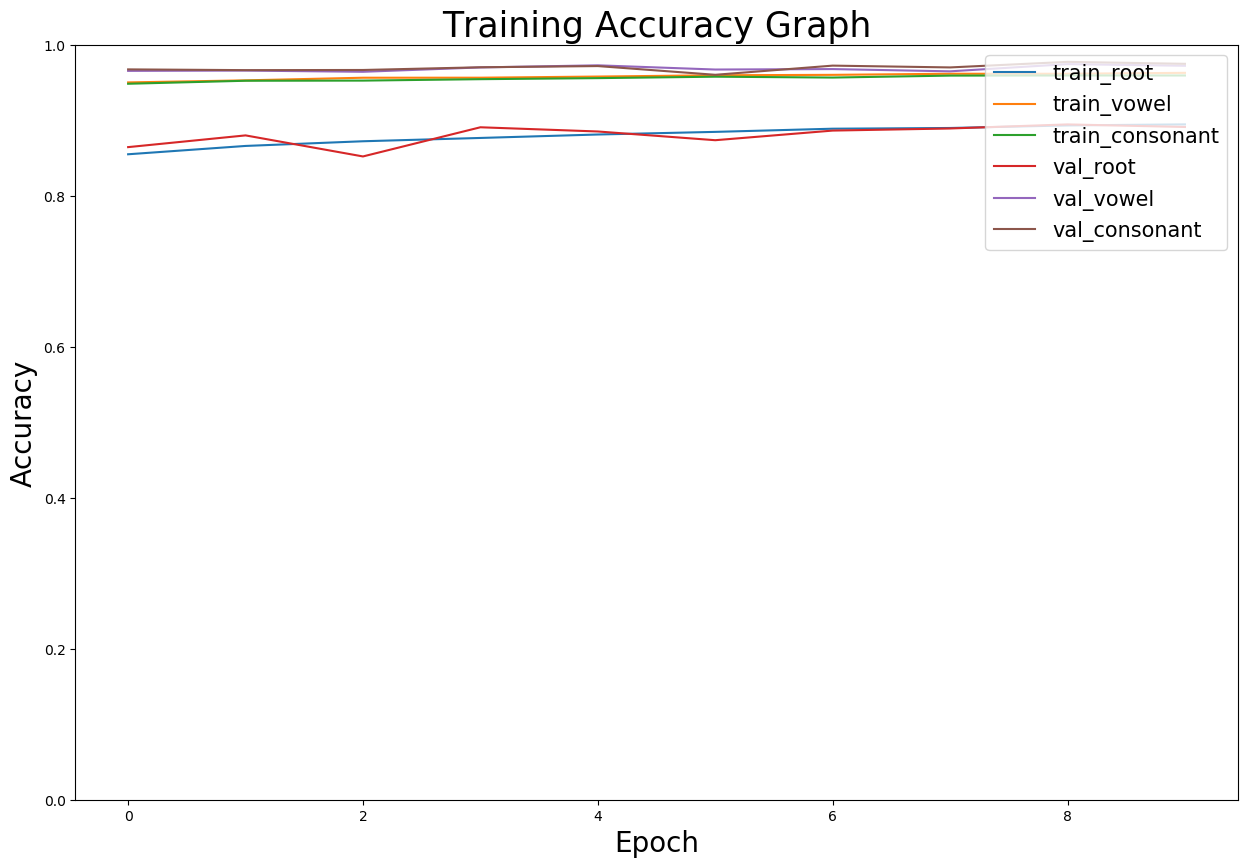 Training Accuracy Graph
1.0
0.8
0.6
0.4
0.2
0.0
Accuracy
train_root
train_vowel
train_consonant
val_root
val_vowel
val_consonant
0 2 4 6 8
Epoch